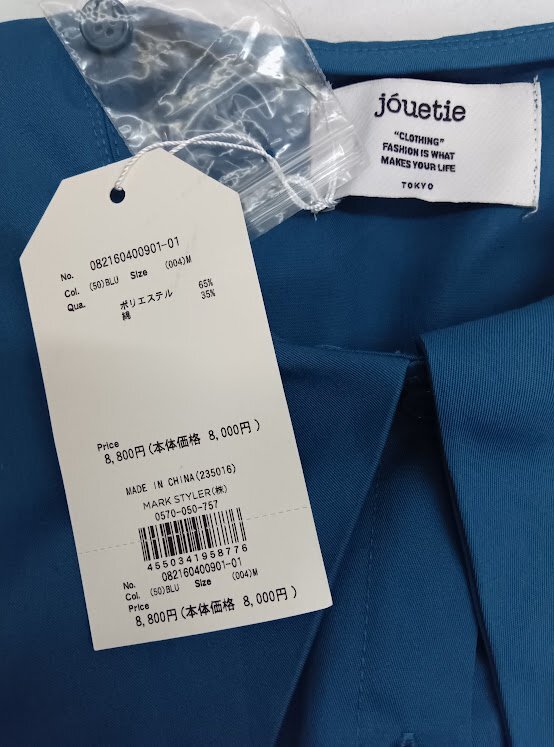 jóuetie
“CLOTHING”
FASHION IS WHAT
MAKES YOUR LIFE
TOKYO
No. 082160400901-01
Col. (50)BLU Size (004)M
Qua. ポリエステル 65%
綿 35%
Price
8,800円(本体価格 8,000円)
MADE IN CHINA(235016)
MARK STYLER(株)
0570-050-757
4550341958776
No. 082160400901-01
Col. (50)BLU Size (004)M
Price
8,800円(本体価格 8,000円)